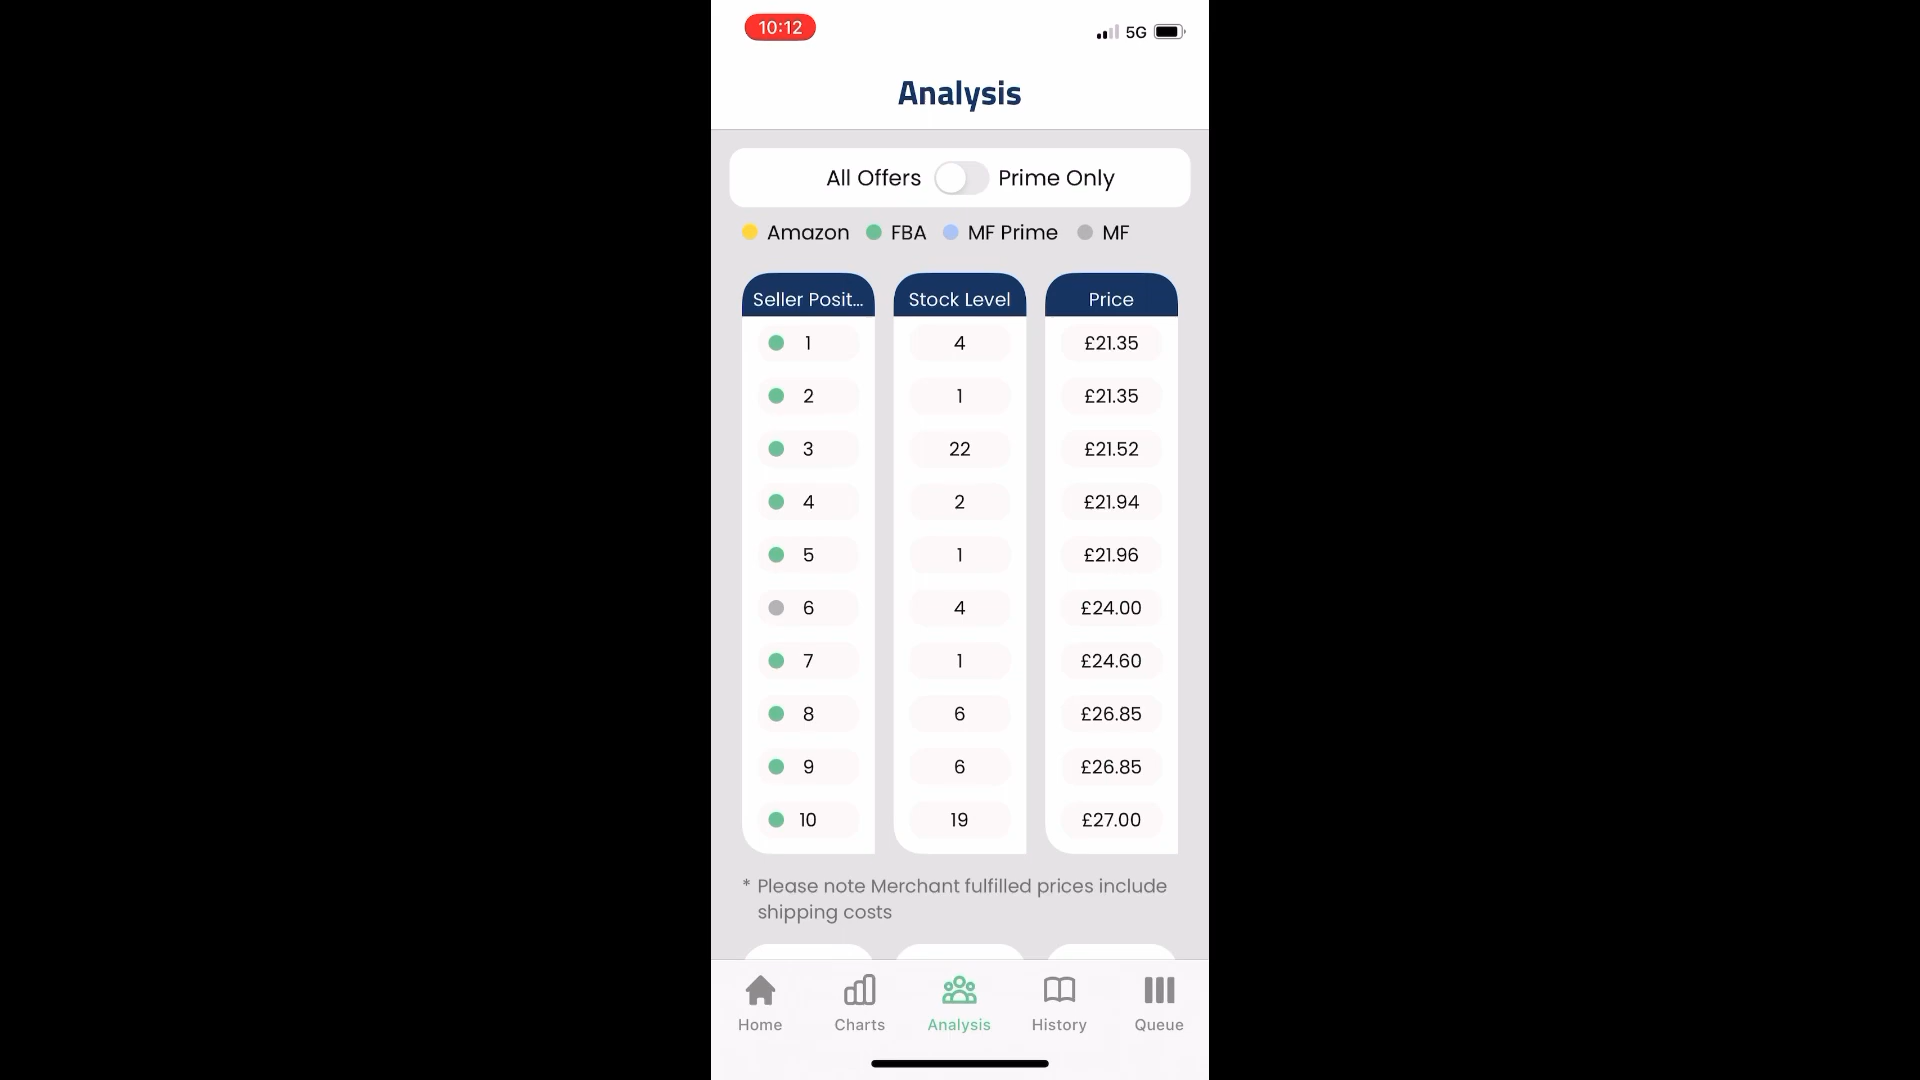 10:12
5G
Analysis
All Offers Prime Only
Amazon FBA MF Prime MF
Seller Posit... Stock Level Price
1 4 £21.35
2 1 £21.35
3 22 £21.52
4 2 £21.94
5 1 £21.96
6 4 £24.00
7 1 £24.60
8 6 £26.85
9 6 £26.85
10 19 £27.00
* Please note Merchant fulfilled prices include
shipping costs
Home Charts Analysis History Queue